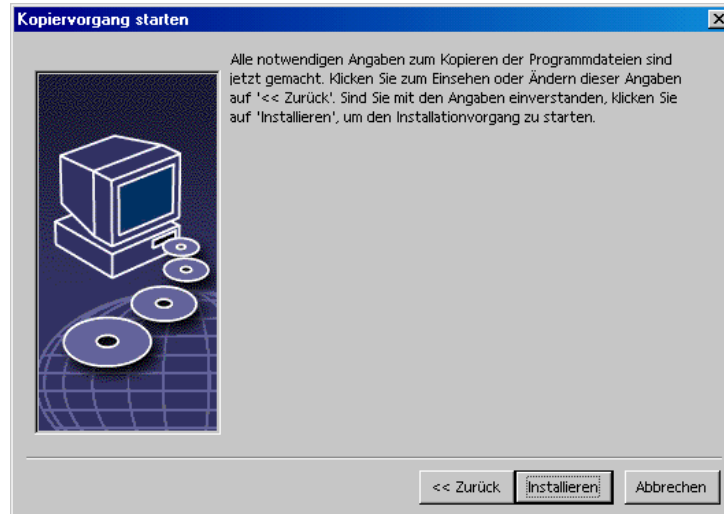 Kopiervorgang starten
Alle notwendigen Angaben zum Kopieren der Programmdateien sind
jetzt gemacht. Klicken Sie zum Einsehen oder Ändern dieser Angaben
auf '<< Zurück'. Sind Sie mit den Angaben einverstanden, klicken Sie
auf 'Installieren', um den Installationvorgang zu starten.
<< Zurück Installieren Abbrechen